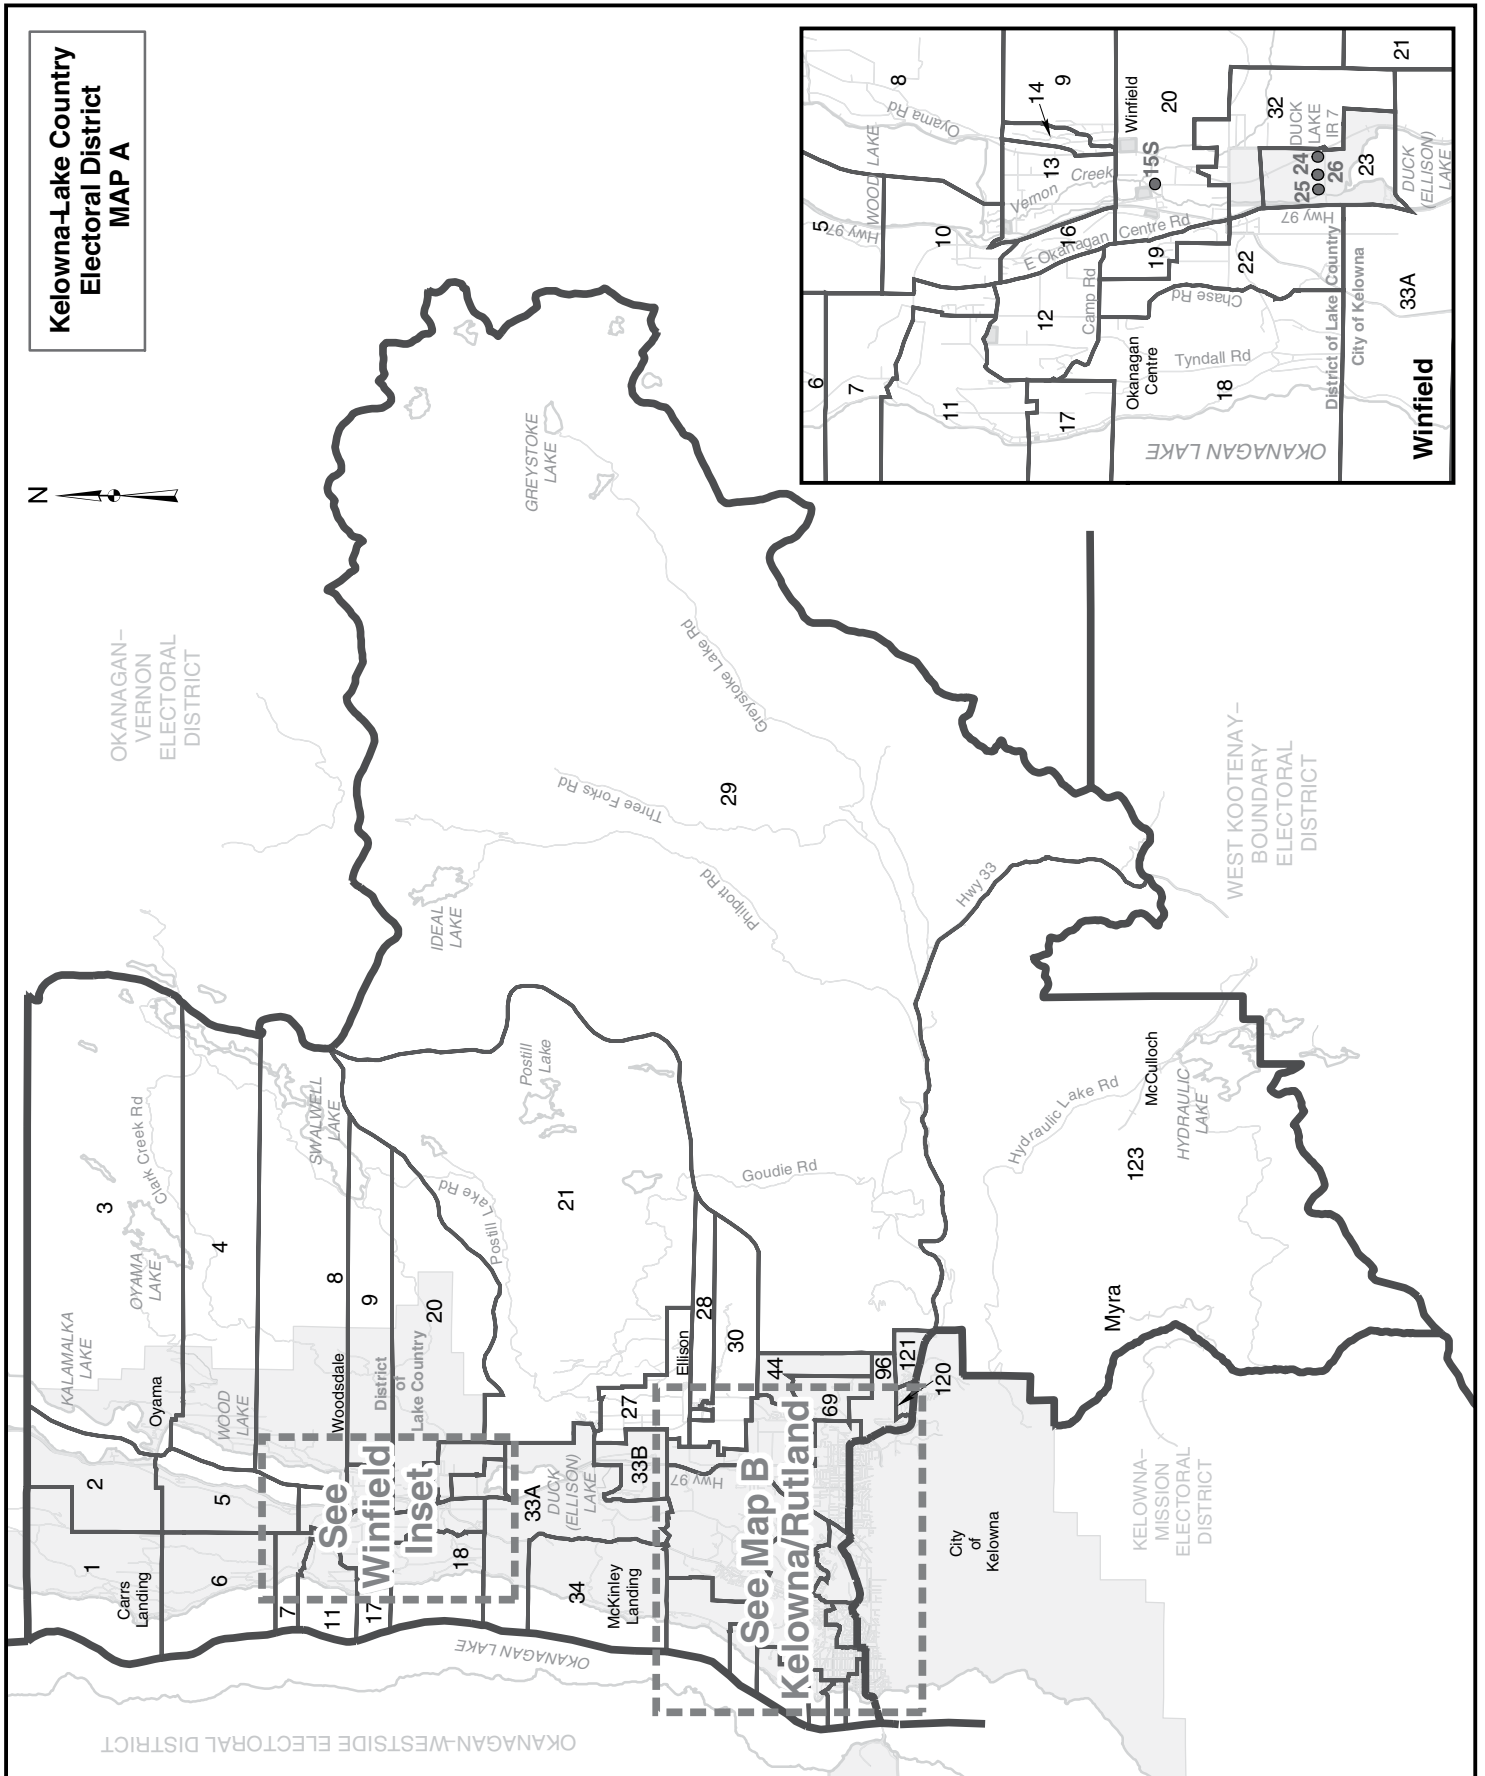 Kelowna-Lake Country
Electoral District
MAP A
N
OKANAGAN–
VERNON
ELECTORAL
DISTRICT
WEST KOOTENAY–
BOUNDARY
ELECTORAL
DISTRICT
KELOWNA–
MISSION
ELECTORAL
DISTRICT
OKANAGAN-WESTSIDE ELECTORAL DISTRICT
GREYSTOKE
LAKE
Greystoke Lake Rd
Three Forks Rd
29
IDEAL
LAKE
Philpott Rd
Hwy 33
3
Clark Creek Rd
OYAMA
LAKE
4
KALAMALKA
LAKE
Oyama
WOOD
LAKE
SWALWELL
LAKE
8
9
20
Woodsdale
District
of
Lake Country
Postill
Lake
Postill Lake Rd
21
Goudie Rd
Hydraulic Lake Rd
McCulloch
HYDRAULIC
LAKE
123
Myra
28
30
Ellison
27
44
96
121
120
69
1
2
5
6
Carrs
Landing
7
11
17
18
See
Winfield
Inset
33A
DUCK
(ELLISON)
LAKE
33B
Hwy 97
34
McKinley
Landing
See Map B
Kelowna/Rutland
City
of
Kelowna
OKANAGAN LAKE
8
Oyama Rd
WOOD LAKE
5
Hwy 97
10
6
7
11
14
9
13
Vernon Creek
Winfield
20
15S
16
E Okanagan Centre Rd
12
Camp Rd
19
22
Chase Rd
Okanagan
Centre
Tyndall Rd
17
18
OKANAGAN LAKE
32
DUCK
LAKE
IR 7
24
25
26
23
21
DUCK
(ELLISON)
LAKE
Hwy 97
District of Lake Country
City of Kelowna
33A
Winfield